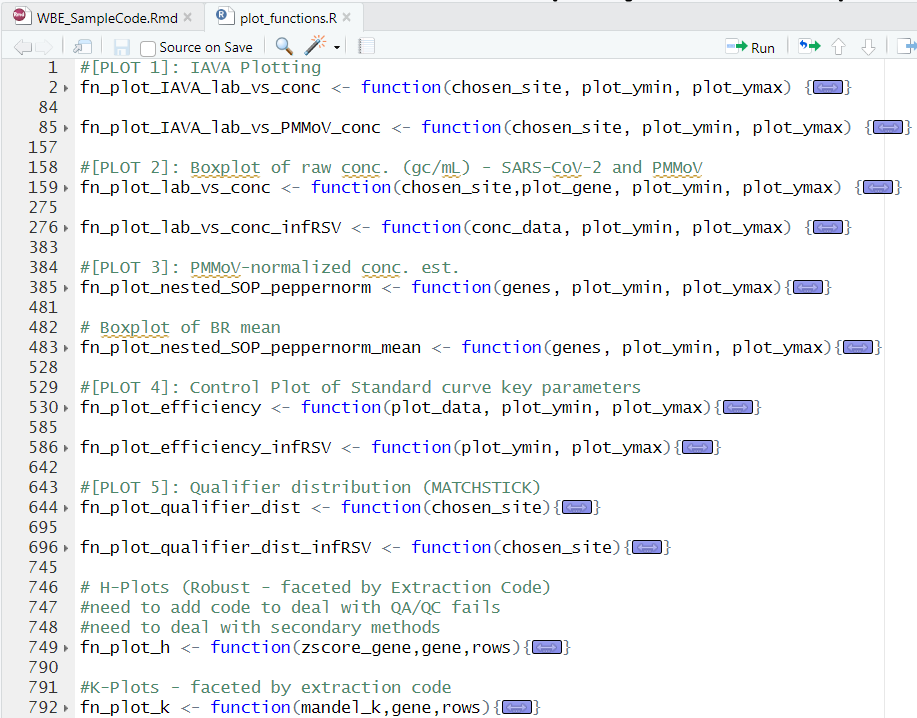 WBE_SampleCode.Rmd plot_functions.R
Source on Save Run
1 #[PLOT 1]: IAVA Plotting
2 fn_plot_IAVA_lab_vs_conc <- function(chosen_site, plot_ymin, plot_ymax) {}
84
85 fn_plot_IAVA_lab_vs_PMMoV_conc <- function(chosen_site, plot_ymin, plot_ymax) {}
157
158 #[PLOT 2]: Boxplot of raw conc. (gc/mL) - SARS-CoV-2 and PMMoV
159 fn_plot_lab_vs_conc <- function(chosen_site,plot_gene, plot_ymin, plot_ymax) {}
275
276 fn_plot_lab_vs_conc_infRSV <- function(conc_data, plot_ymin, plot_ymax) {}
383
384 #[PLOT 3]: PMMoV-normalized conc. est.
385 fn_plot_nested_SOP_peppernorm <- function(genes, plot_ymin, plot_ymax){}
481
482 # Boxplot of BR mean
483 fn_plot_nested_SOP_peppernorm_mean <- function(genes, plot_ymin, plot_ymax){}
528
529 #[PLOT 4]: Control Plot of Standard curve key parameters
530 fn_plot_efficiency <- function(plot_data, plot_ymin, plot_ymax){}
585
586 fn_plot_efficiency_infRSV <- function(plot_ymin, plot_ymax){}
642
643 #[PLOT 5]: Qualifier distribution (MATCHSTICK)
644 fn_plot_qualifier_dist <- function(chosen_site){}
695
696 fn_plot_qualifier_dist_infRSV <- function(chosen_site){}
745
746 # H-Plots (Robust - faceted by Extraction Code)
747 #need to add code to deal with QA/QC fails
748 #need to deal with secondary methods
749 fn_plot_h <- function(zscore_gene,gene,rows){}
790
791 #K-Plots - faceted by extraction code
792 fn_plot_k <- function(mandel_k,gene,rows){}